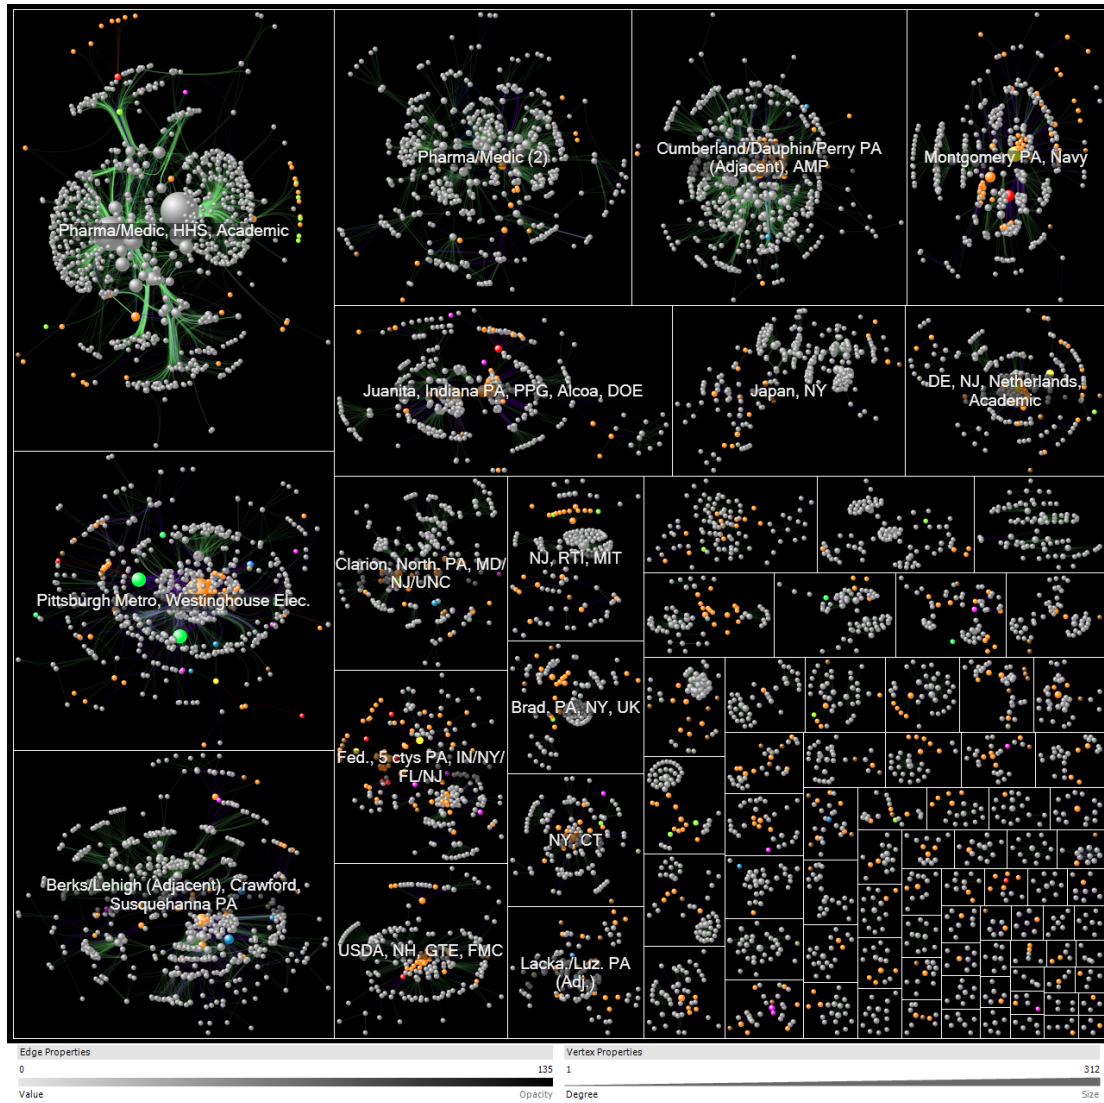 Pharma/Medic, HHS, Academic
Pharma/Medic (2)
Cumberland/Dauphin/Perry PA
(Adjacent), AMP
Montgomery PA, Navy
Juanita, Indiana PA, PPG, Alcoa, DOE
Japan, NY
DE, NJ, Netherlands,
Academic
Pittsburgh Metro, Westinghouse Elec.
Clarion, North. PA, MD/
NJ/UNC
NJ, RTI, MIT
Brad. PA, NY, UK
Fed., 5 ctys PA, IN/NY/
FL/NJ
NY, CT
Berks/Lehigh (Adjacent), Crawford,
Susquehanna PA
USDA, NH, GTE, FMC
Lacka./Luz. PA
(Adj.)
Edge Properties
0 135
Value Opacity
Vertex Properties
1 312
Degree Size